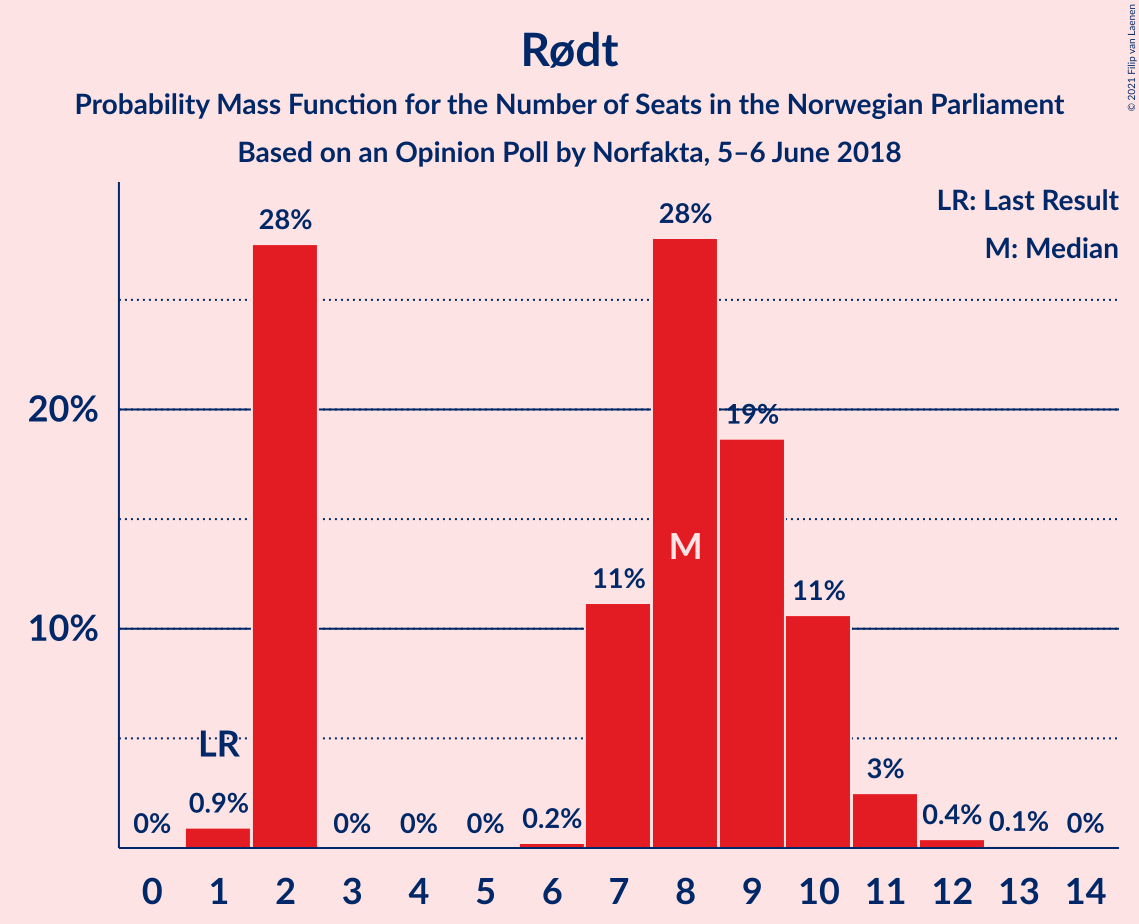 © 2021 Filip van Laenen
Rødt
Probability Mass Function for the Number of Seats in the Norwegian Parliament
Based on an Opinion Poll by Norfakta, 5–6 June 2018
LR: Last Result
M: Median
20%
10%
0%
LR
0.9%
28%
0%
0%
0%
0.2%
11%
28%
M
19%
11%
3%
0.4%
0.1%
0%
0 1 2 3 4 5 6 7 8 9 10 11 12 13 14